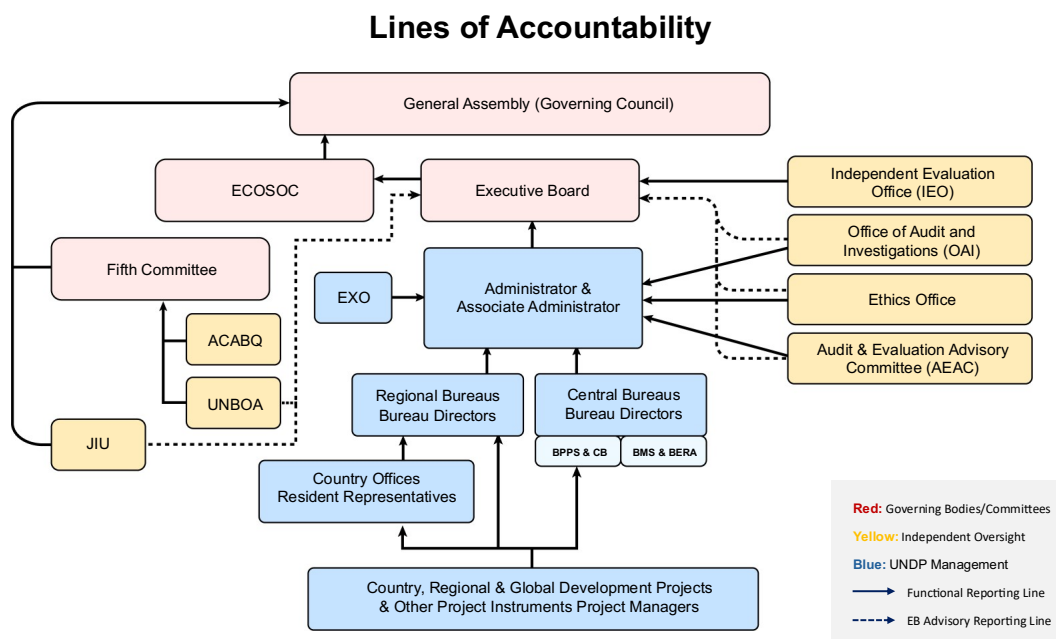 Lines of Accountability
General Assembly (Governing Council)
ECOSOC
Executive Board
Independent Evaluation
Office (IEO)
Office of Audit and
Investigations (OAI)
Fifth Committee
EXO
Administrator &
Associate Administrator
Ethics Office
ACABQ
Audit & Evaluation Advisory
Committee (AEAC)
UNBOA
Regional Bureaus
Bureau Directors
Central Bureaus
Bureau Directors
JIU
BPPS & CB
BMS & BERA
Country Offices
Resident Representatives
Country, Regional & Global Development Projects
& Other Project Instruments Project Managers
Red: Governing Bodies/Committees
Yellow: Independent Oversight
Blue: UNDP Management
Functional Reporting Line
EB Advisory Reporting Line